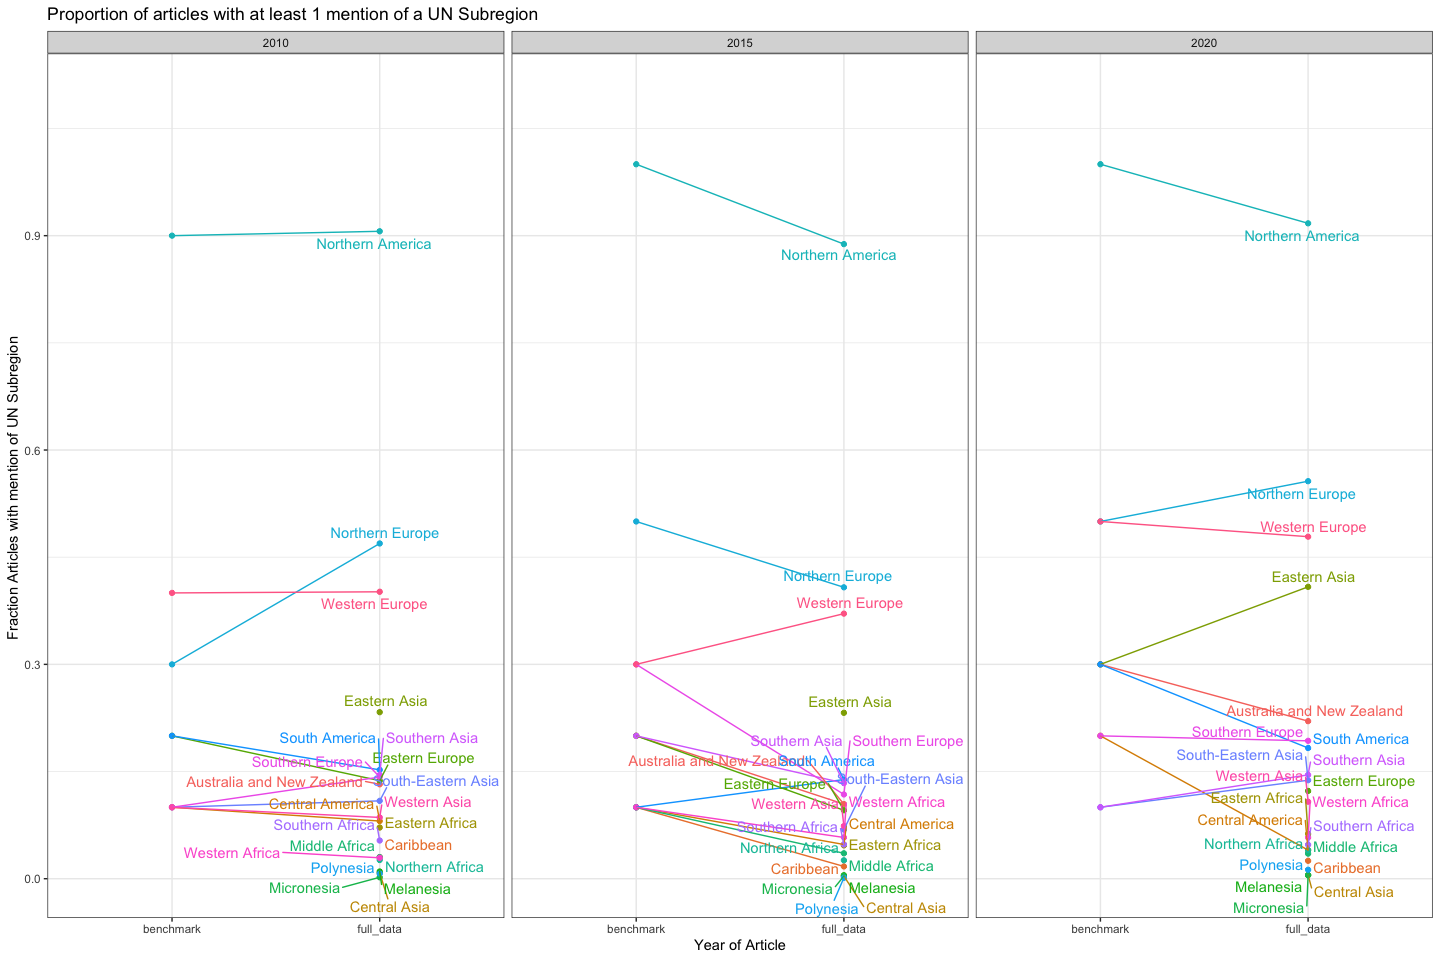 Proportion of articles with at least 1 mention of a UN Subregion
2010
2015
2020
Fraction Articles with mention of UN Subregion
0.9
0.6
0.3
0.0
Northern America
Northern Europe
Western Europe
Eastern Asia
South America
Southern Asia
Southern Europe
Eastern Europe
Australia and New Zealand
South-Eastern Asia
Central America
Western Asia
Southern Africa
Eastern Africa
Middle Africa
Caribbean
Western Africa
Polynesia
Northern Africa
Micronesia
Melanesia
Central Asia
Northern America
Northern Europe
Western Europe
Eastern Asia
Southern Asia
Southern Europe
Australia and New Zealand
South America
Eastern Europe
South-Eastern Asia
Western Asia
Western Africa
Southern Africa
Central America
Northern Africa
Eastern Africa
Caribbean
Middle Africa
Micronesia
Melanesia
Polynesia
Central Asia
Northern America
Northern Europe
Western Europe
Eastern Asia
Australia and New Zealand
Southern Europe
South America
South-Eastern Asia
Southern Asia
Western Asia
Eastern Europe
Eastern Africa
Western Africa
Central America
Southern Africa
Northern Africa
Middle Africa
Polynesia
Caribbean
Melanesia
Central Asia
Micronesia
benchmark
full_data
benchmark
full_data
benchmark
full_data
Year of Article